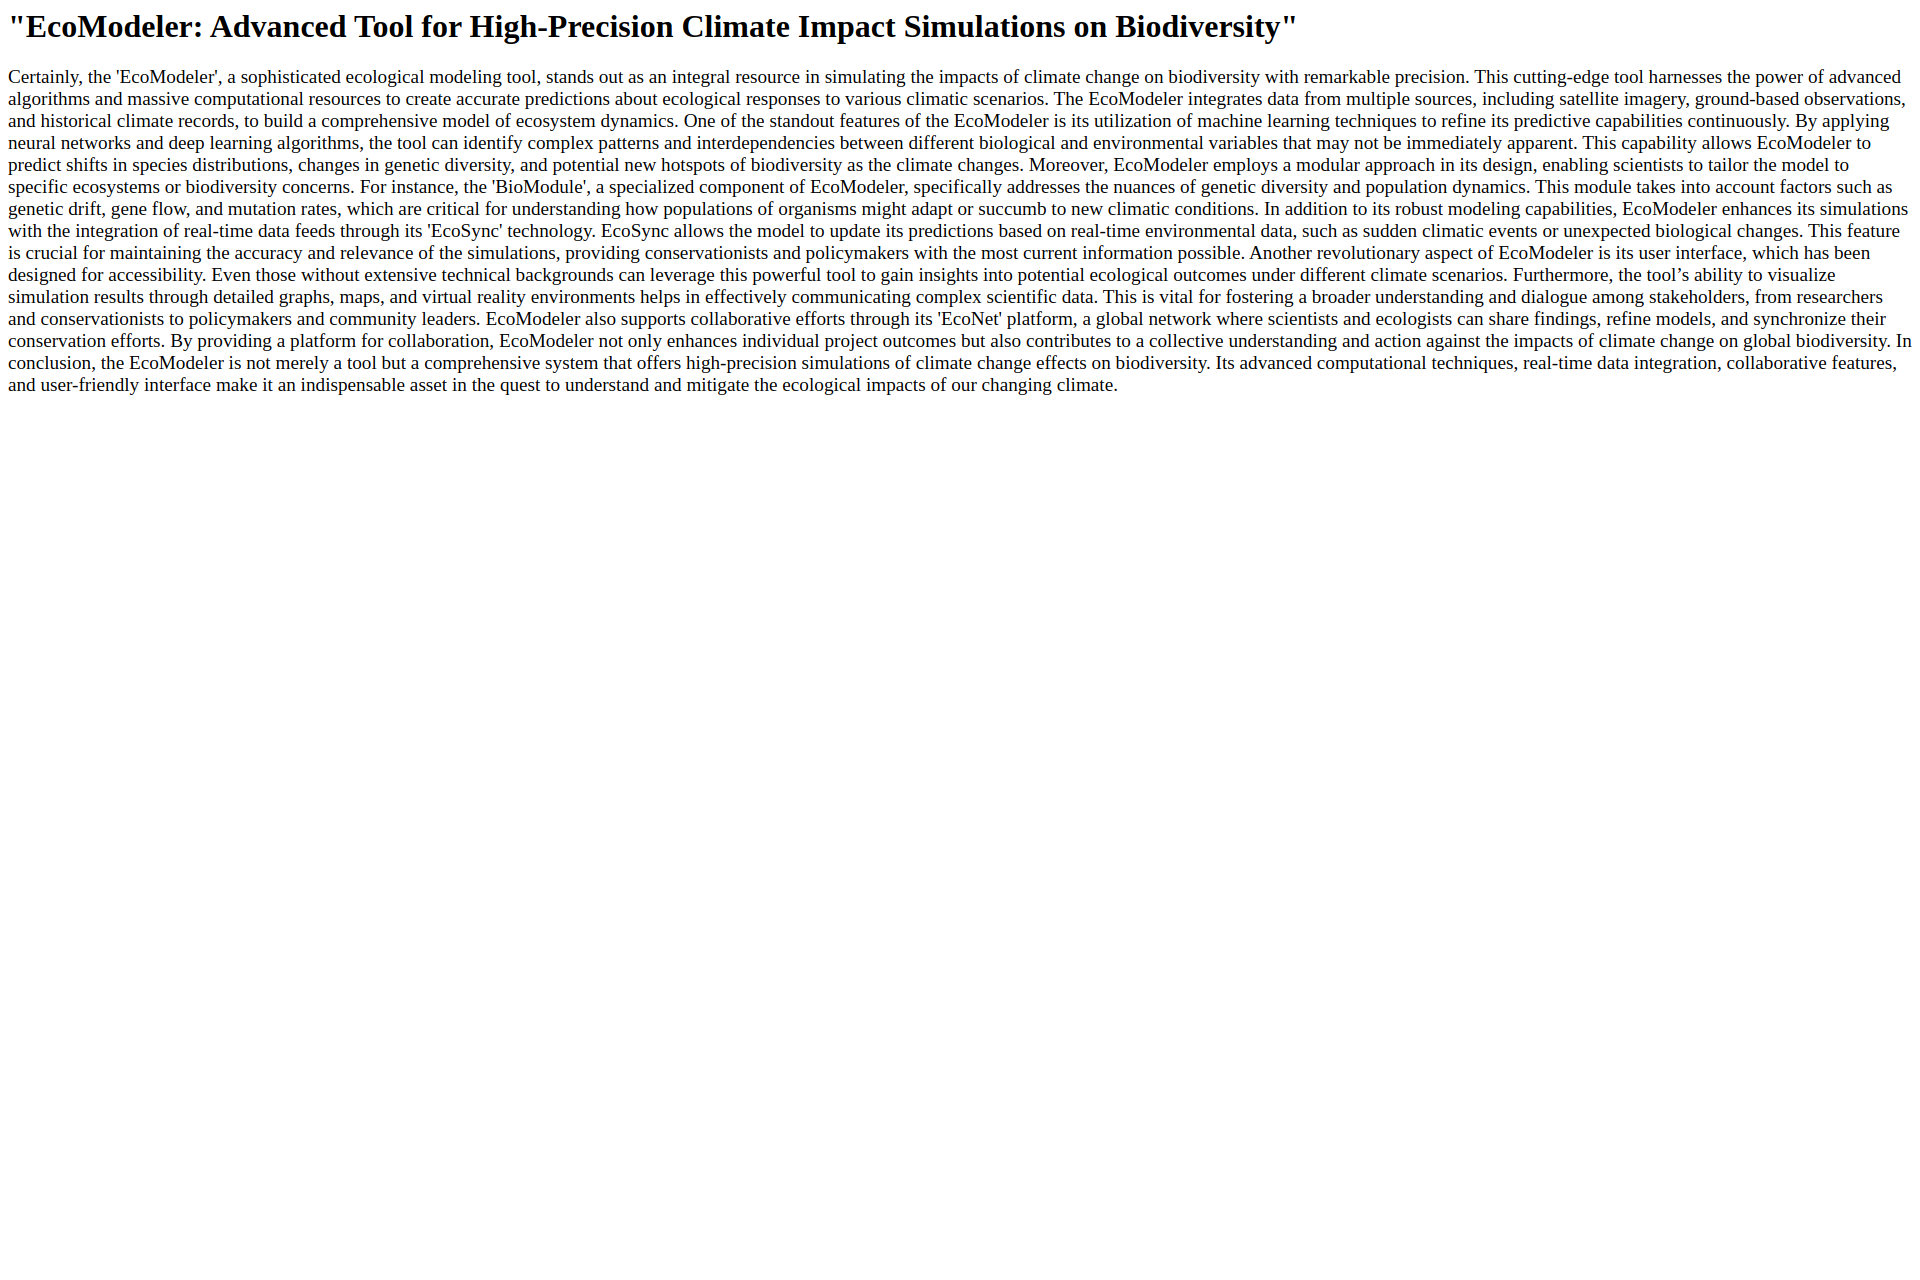 "EcoModeler: Advanced Tool for High-Precision Climate Impact Simulations on Biodiversity"
Certainly, the 'EcoModeler', a sophisticated ecological modeling tool, stands out as an integral resource in simulating the impacts of climate change on biodiversity with remarkable precision. This cutting-edge tool harnesses the power of advanced
algorithms and massive computational resources to create accurate predictions about ecological responses to various climatic scenarios. The EcoModeler integrates data from multiple sources, including satellite imagery, ground-based observations,
and historical climate records, to build a comprehensive model of ecosystem dynamics. One of the standout features of the EcoModeler is its utilization of machine learning techniques to refine its predictive capabilities continuously. By applying
neural networks and deep learning algorithms, the tool can identify complex patterns and interdependencies between different biological and environmental variables that may not be immediately apparent. This capability allows EcoModeler to
predict shifts in species distributions, changes in genetic diversity, and potential new hotspots of biodiversity as the climate changes. Moreover, EcoModeler employs a modular approach in its design, enabling scientists to tailor the model to
specific ecosystems or biodiversity concerns. For instance, the 'BioModule', a specialized component of EcoModeler, specifically addresses the nuances of genetic diversity and population dynamics. This module takes into account factors such as
genetic drift, gene flow, and mutation rates, which are critical for understanding how populations of organisms might adapt or succumb to new climatic conditions. In addition to its robust modeling capabilities, EcoModeler enhances its simulations
with the integration of real-time data feeds through its 'EcoSync' technology. EcoSync allows the model to update its predictions based on real-time environmental data, such as sudden climatic events or unexpected biological changes. This feature
is crucial for maintaining the accuracy and relevance of the simulations, providing conservationists and policymakers with the most current information possible. Another revolutionary aspect of EcoModeler is its user interface, which has been
designed for accessibility. Even those without extensive technical backgrounds can leverage this powerful tool to gain insights into potential ecological outcomes under different climate scenarios. Furthermore, the tool’s ability to visualize
simulation results through detailed graphs, maps, and virtual reality environments helps in effectively communicating complex scientific data. This is vital for fostering a broader understanding and dialogue among stakeholders, from researchers
and conservationists to policymakers and community leaders. EcoModeler also supports collaborative efforts through its 'EcoNet' platform, a global network where scientists and ecologists can share findings, refine models, and synchronize their
conservation efforts. By providing a platform for collaboration, EcoModeler not only enhances individual project outcomes but also contributes to a collective understanding and action against the impacts of climate change on global biodiversity. In
conclusion, the EcoModeler is not merely a tool but a comprehensive system that offers high-precision simulations of climate change effects on biodiversity. Its advanced computational techniques, real-time data integration, collaborative features,
and user-friendly interface make it an indispensable asset in the quest to understand and mitigate the ecological impacts of our changing climate.